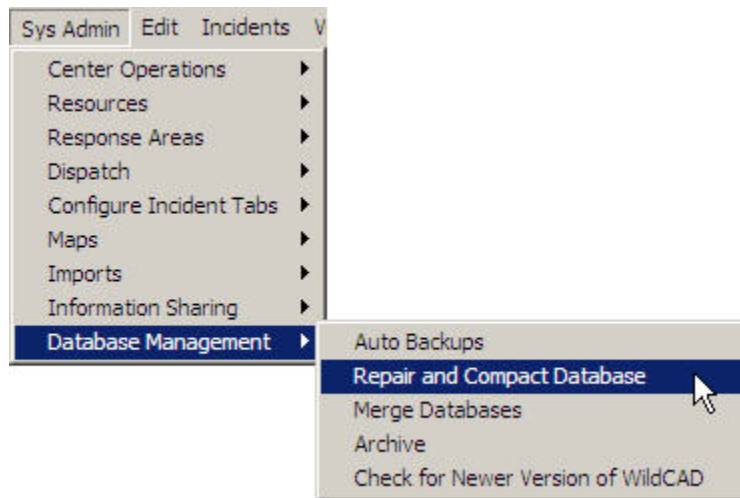 Sys Admin Edit Incidents
Center Operations
Resources
Response Areas
Dispatch
Configure Incident Tabs
Maps
Imports
Information Sharing
Database Management
Auto Backups
Repair and Compact Database
Merge Databases
Archive
Check for Newer Version of WildCAD